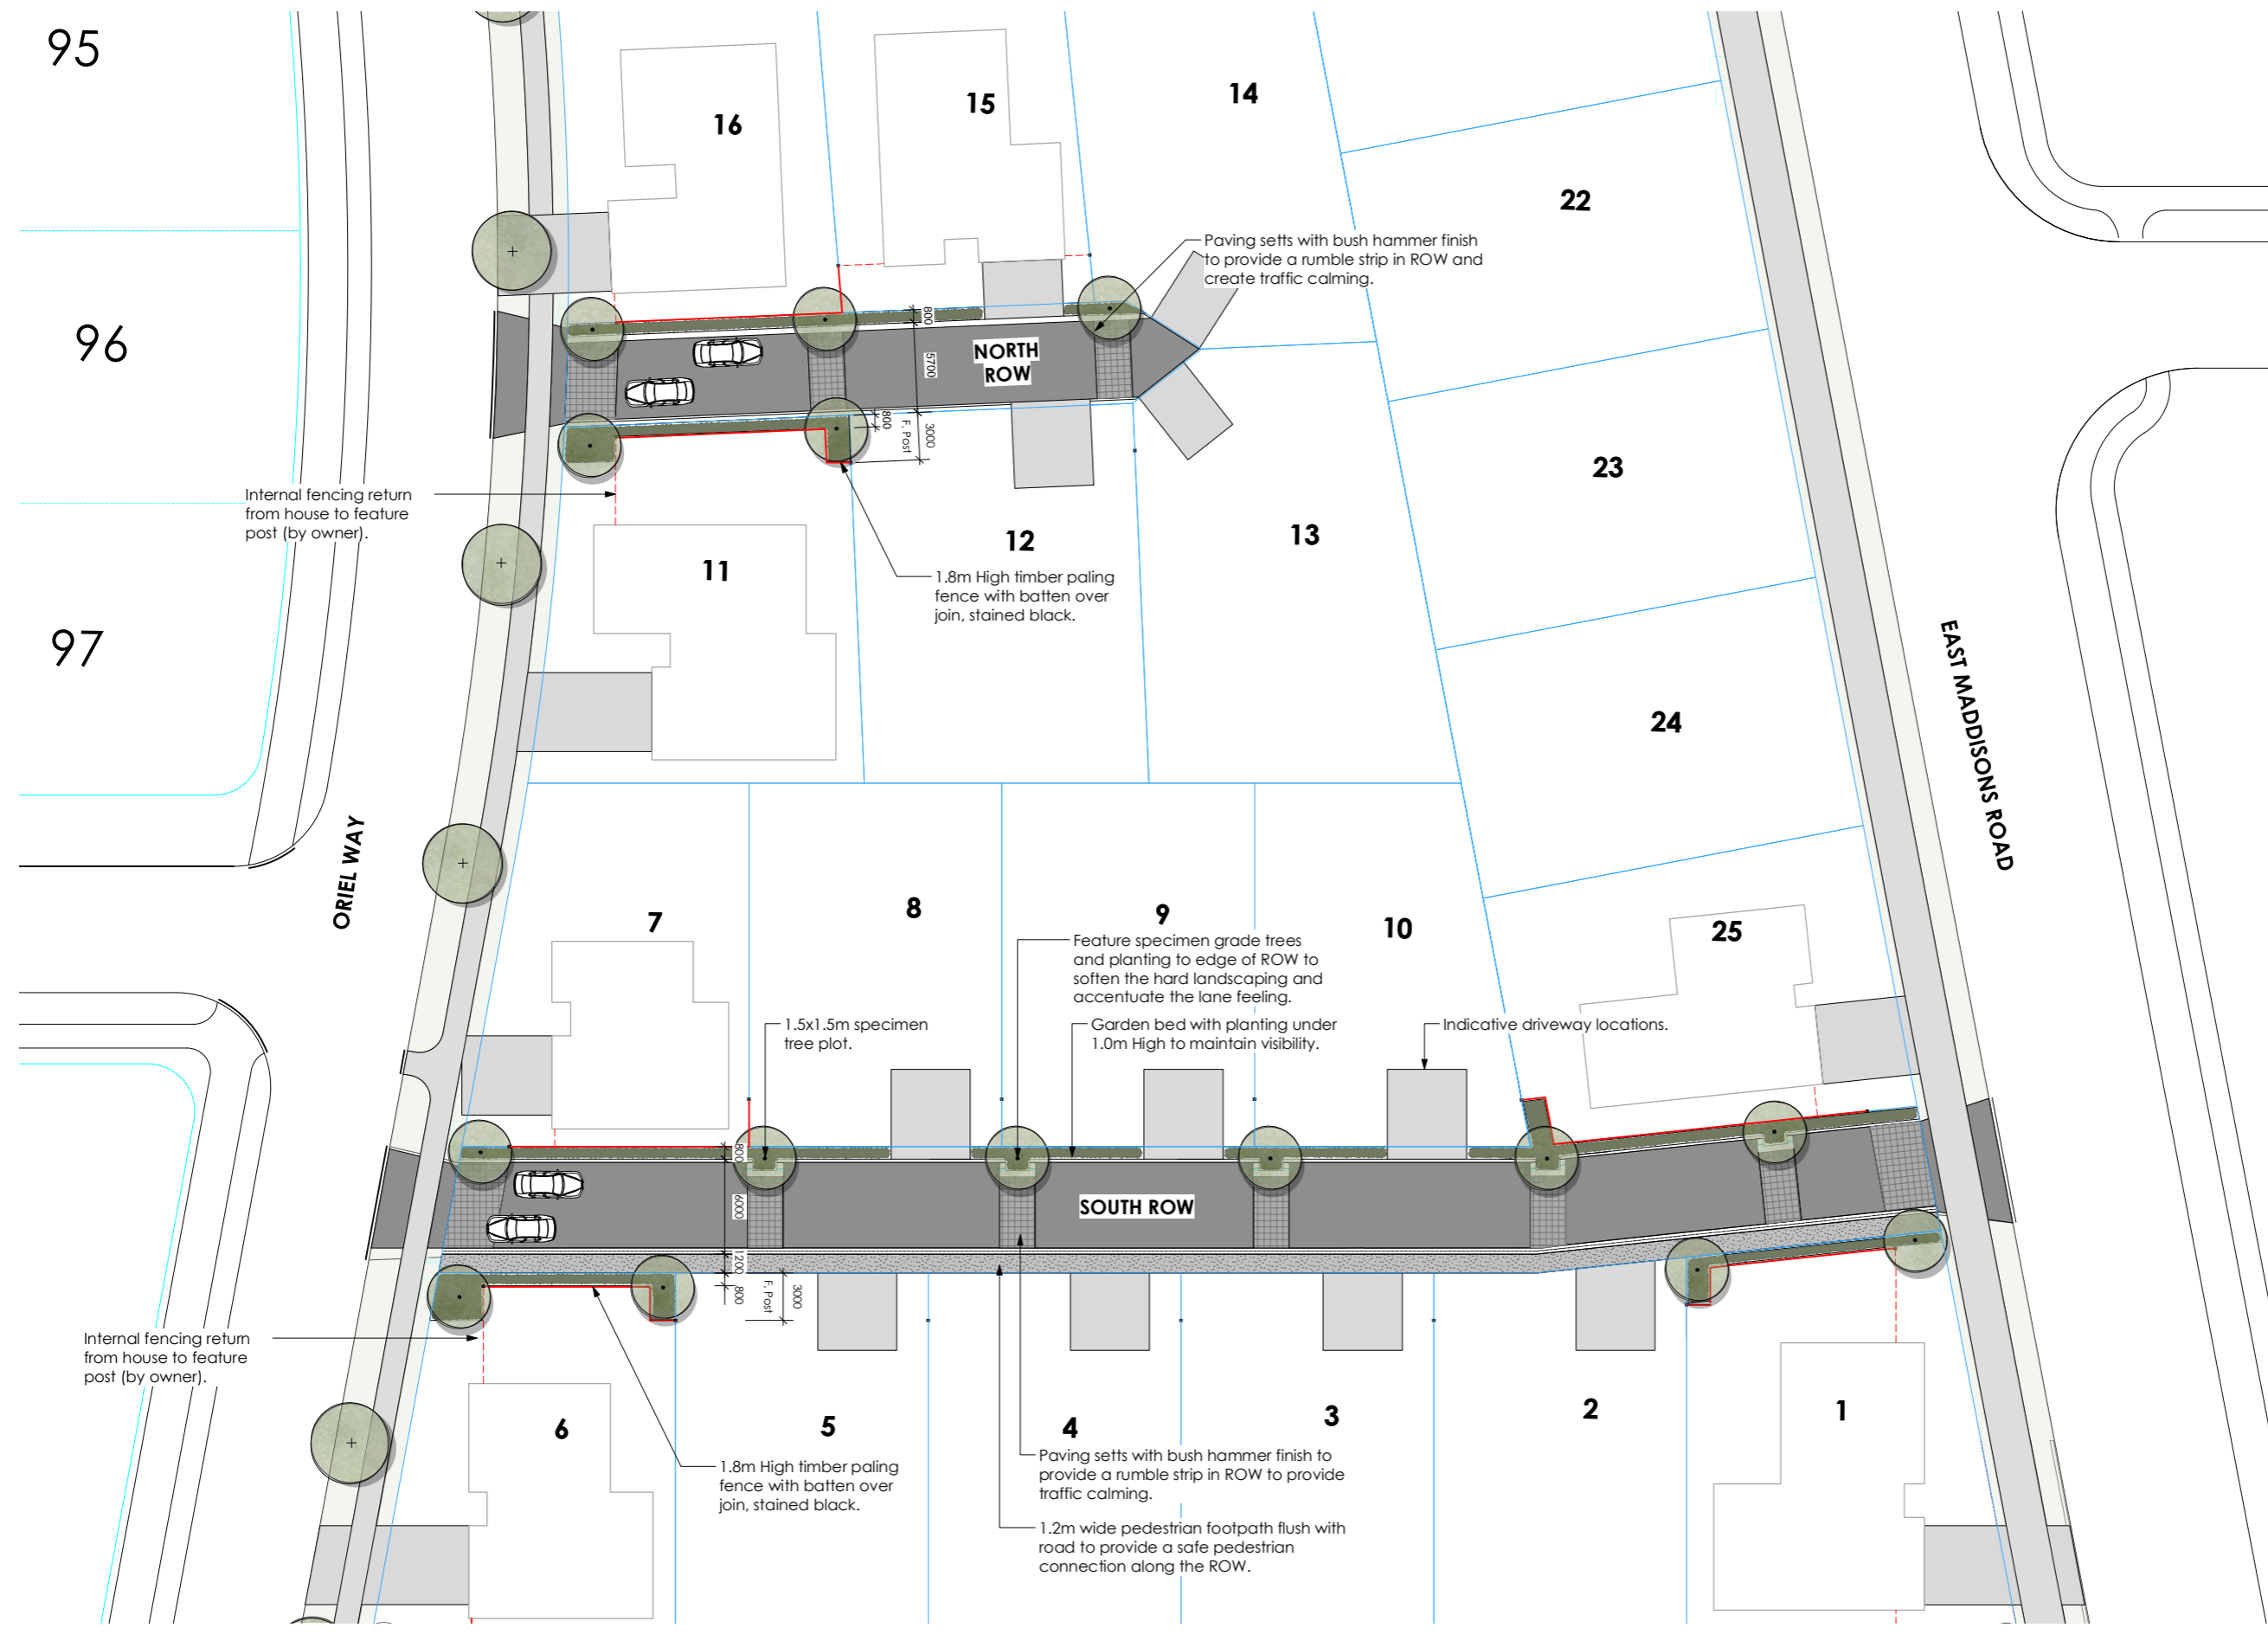 95
16
15
14
22
Paving setts with bush hammer finish
to provide a rumble strip in ROW and
create traffic calming.
96
800
5700
NORTH
ROW
800
3000
F. Post
Internal fencing return
from house to feature
post (by owner).
23
11
12
13
1.8m High timber paling
fence with batten over
join, stained black.
97
24
EAST MADDISONS ROAD
ORIEL WAY
7
8
9
10
25
Feature specimen grade trees
and planting to edge of ROW to
soften the hard landscaping and
accentuate the lane feeling.
1.5x1.5m specimen
tree plot.
Garden bed with planting under
1.0m High to maintain visibility.
Indicative driveway locations.
800
6000
SOUTH ROW
1200
800
3000
F. Post
Internal fencing return
from house to feature
post (by owner).
6
5
4
3
2
1
1.8m High timber paling
fence with batten over
join, stained black.
Paving setts with bush hammer finish to
provide a rumble strip in ROW to provide
traffic calming.
1.2m wide pedestrian footpath flush with
road to provide a safe pedestrian
connection along the ROW.